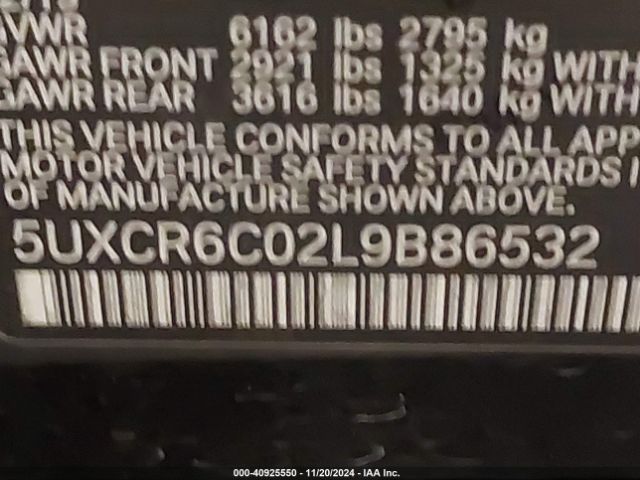 GVWR 6162 lbs 2795 kg
GAWR FRONT 2921 lbs 1325 kg WITH
GAWR REAR 3616 lbs 1640 kg WITH
THIS VEHICLE CONFORMS TO ALL APP
MOTOR VEHICLE SAFETY STANDARDS
OF MANUFACTURE SHOWN ABOVE.
5UXCR6C02L9B86532
000-40925550 - 11/20/2024 - IAA Inc.